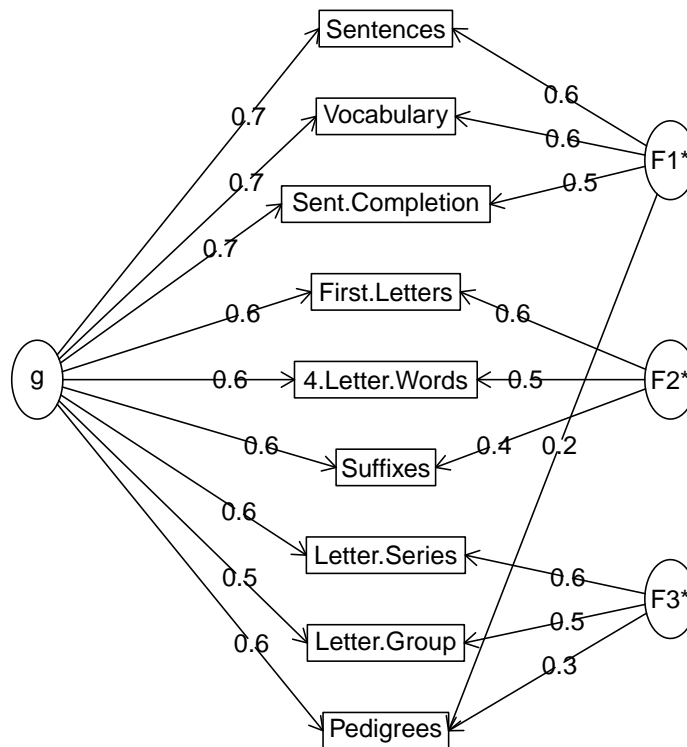 Sentences
0.6
0.7
Vocabulary
0.6
F1*
0.7
0.5
Sent.Completion
0.7
First.Letters
0.6
0.6
g
0.6
4.Letter.Words
0.5
F2*
0.6
0.4
0.2
Suffixes
0.6
Letter.Series
0.6
0.5
F3*
0.5
Letter.Group
0.6
0.3
Pedigrees